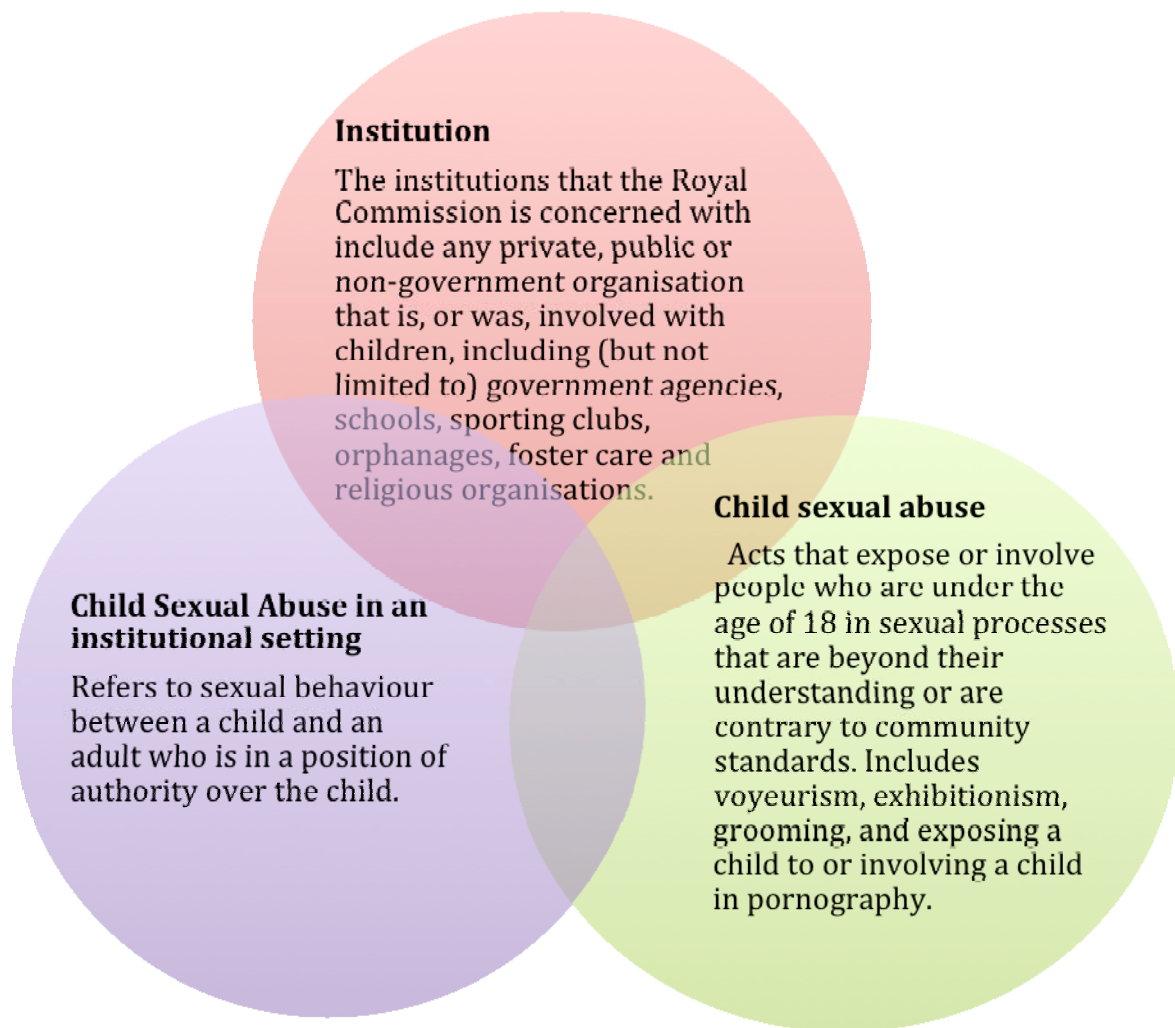 Institution
The institutions that the Royal
Commission is concerned with
include any private, public or
non-government organisation
that is, or was, involved with
children, including (but not
limited to) government agencies,
schools, sporting clubs,
orphanages, foster care and
religious organisations.
Child Sexual Abuse in an
institutional setting
Refers to sexual behaviour
between a child and an
adult who is in a position of
authority over the child.
Child sexual abuse
Acts that expose or involve
people who are under the
age of 18 in sexual processes
that are beyond their
understanding or are
contrary to community
standards. Includes
voyeurism, exhibitionism,
grooming, and exposing a
child to or involving a child
in pornography.